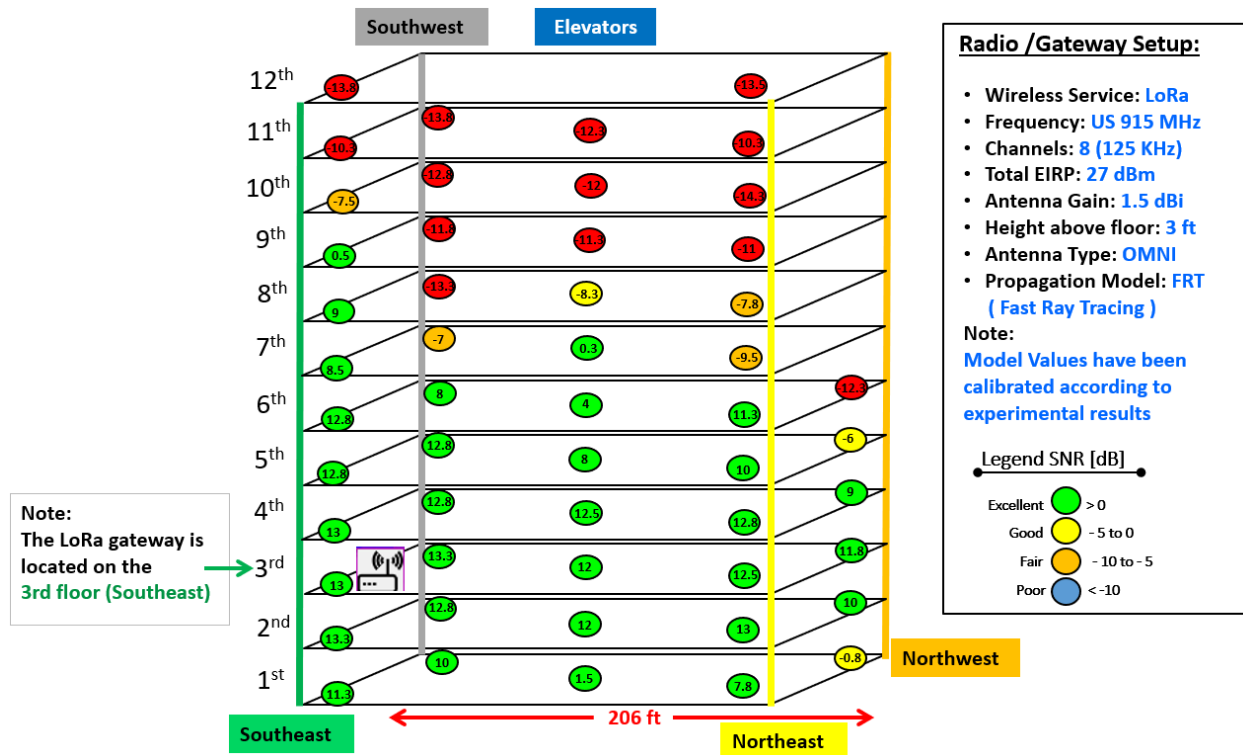 Southwest
Elevators
12th
-13.8
-13.5
11th
-10.3
-13.8
-12.3
-10.3
10th
-7.5
-12.8
-12
-14.3
9th
0.5
-11.8
-11.3
-11
8th
9
-13.3
-8.3
-7.8
7th
8.5
-7
0.3
-9.5
6th
12.8
8
4
11.3
-12.3
5th
12.8
12.8
8
10
-6
4th
13
12.8
12.5
12.8
9
3rd
13
13.3
12
12.5
11.8
2nd
13.3
12.8
12
13
10
1st
11.3
10
1.5
7.8
-0.8
206 ft
Southeast
Northeast
Northwest
Note:
The LoRa gateway is
located on the
3rd floor (Southeast)
Radio /Gateway Setup:
• Wireless Service: LoRa
• Frequency: US 915 MHz
• Channels: 8 (125 KHz)
• Total EIRP: 27 dBm
• Antenna Gain: 1.5 dBi
• Height above floor: 3 ft
• Antenna Type: OMNI
• Propagation Model: FRT
( Fast Ray Tracing )
Note:
Model Values have been
calibrated according to
experimental results
Legend SNR [dB]
Excellent > 0
Good - 5 to 0
Fair - 10 to - 5
Poor < -10